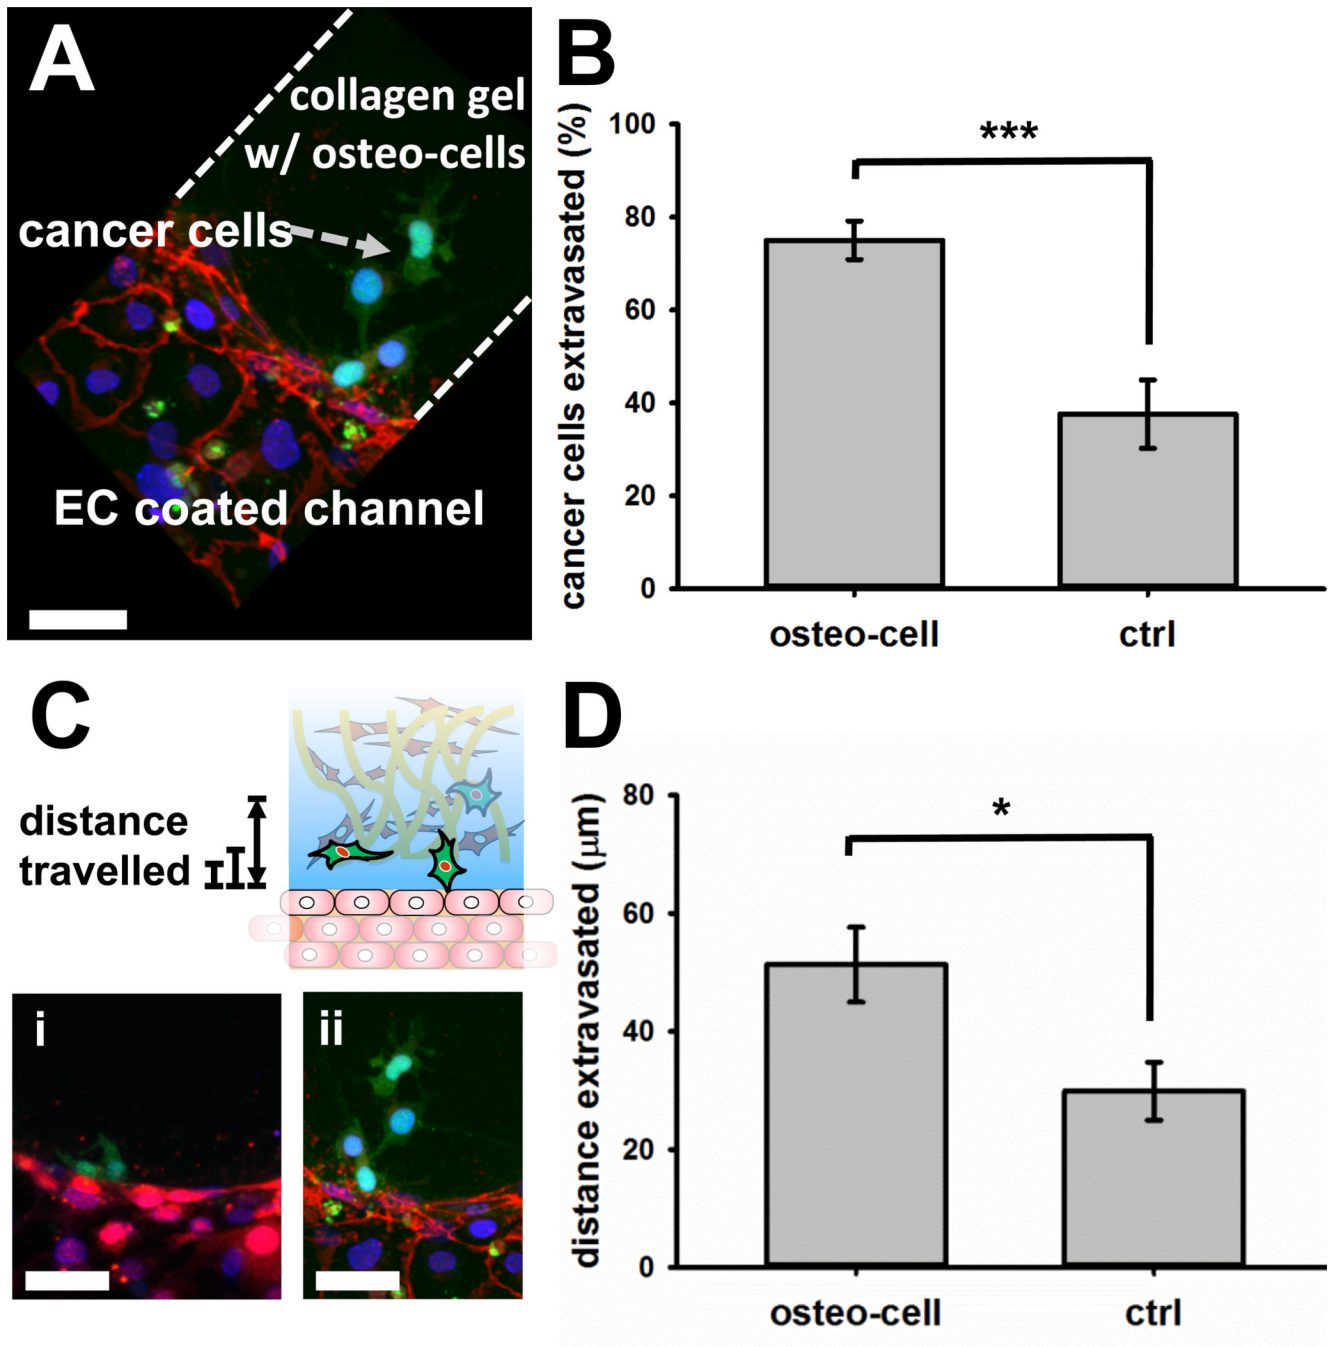 A
collagen gel
w/ osteo-cells
cancer cells
EC coated channel
B
cancer cells extravasated (%)
100
80
60
40
20
0
***
osteo-cell
ctrl
C
distance
travelled
i
ii
D
distance extravasated (μm)
80
60
40
20
0
*
osteo-cell
ctrl